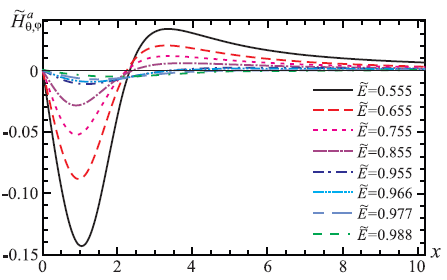 H̃ᵃθ,φ
0
-0.05
-0.10
-0.15
0 2 4 6 8 10 x
Ẽ=0.555
Ẽ=0.655
Ẽ=0.755
Ẽ=0.855
Ẽ=0.955
Ẽ=0.966
Ẽ=0.977
Ẽ=0.988